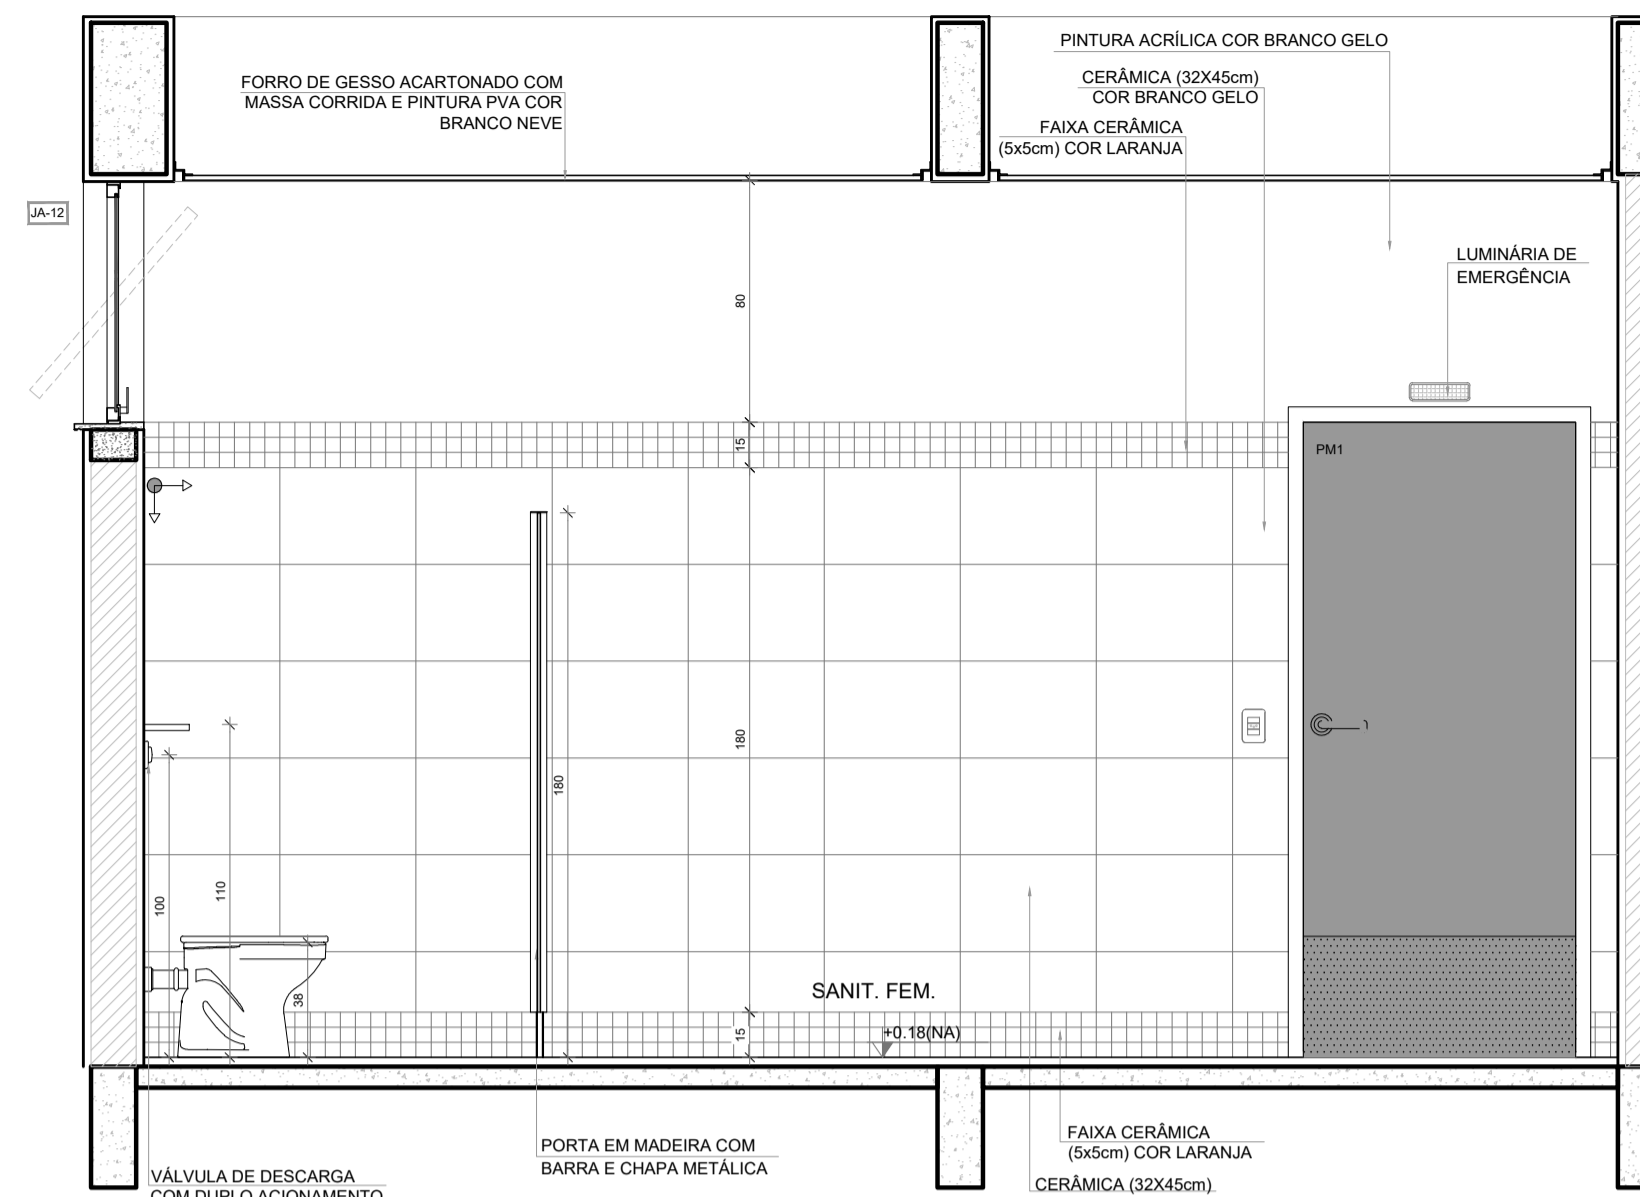 PINTURA ACRÍLICA COR BRANCO GELO
FORRO DE GESSO ACARTONADO COM
MASSA CORRIDA E PINTURA PVA COR
BRANCO NEVE
CERÂMICA (32X45cm)
COR BRANCO GELO
FAIXA CERÂMICA
(5x5cm) COR LARANJA
JA-12
LUMINÁRIA DE
EMERGÊNCIA
80
15
PM1
180
180
110
100
38
SANIT. FEM.
+0.18(NA)
15
FAIXA CERÂMICA
(5x5cm) COR LARANJA
PORTA EM MADEIRA COM
BARRA E CHAPA METÁLICA
VÁLVULA DE DESCARGA
COM DUPLO ACIONAMENTO
CERÂMICA (32X45cm)